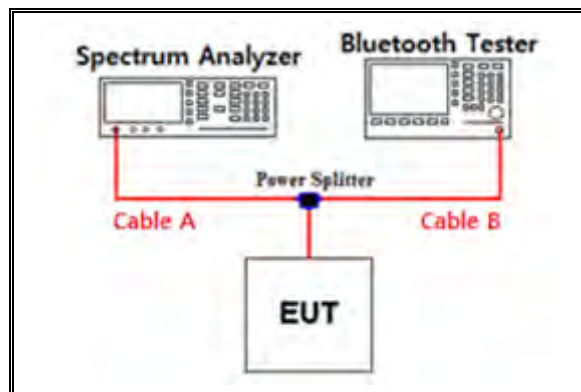 Spectrum Analyzer
Bluetooth Tester
Power Splitter
Cable A
Cable B
EUT